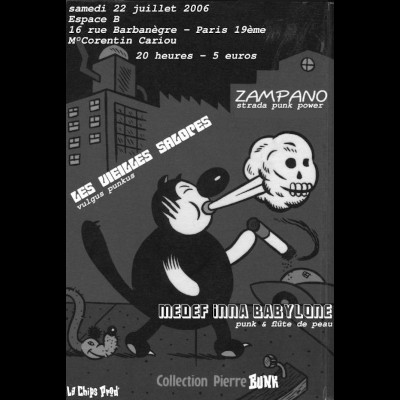 samedi 22 juillet 2006
Espace B
16 rue Barbanègre - Paris 19ème
M°Corentin Cariou
20 heures - 5 euros
ZAMPANO
strada punk power
LES VIEILLES SALOPES
vulgus punkus
MEDEF iNNA BABYLONE
punk & flûte de peau
La Chips Prod'
Collection Pierre BUNK